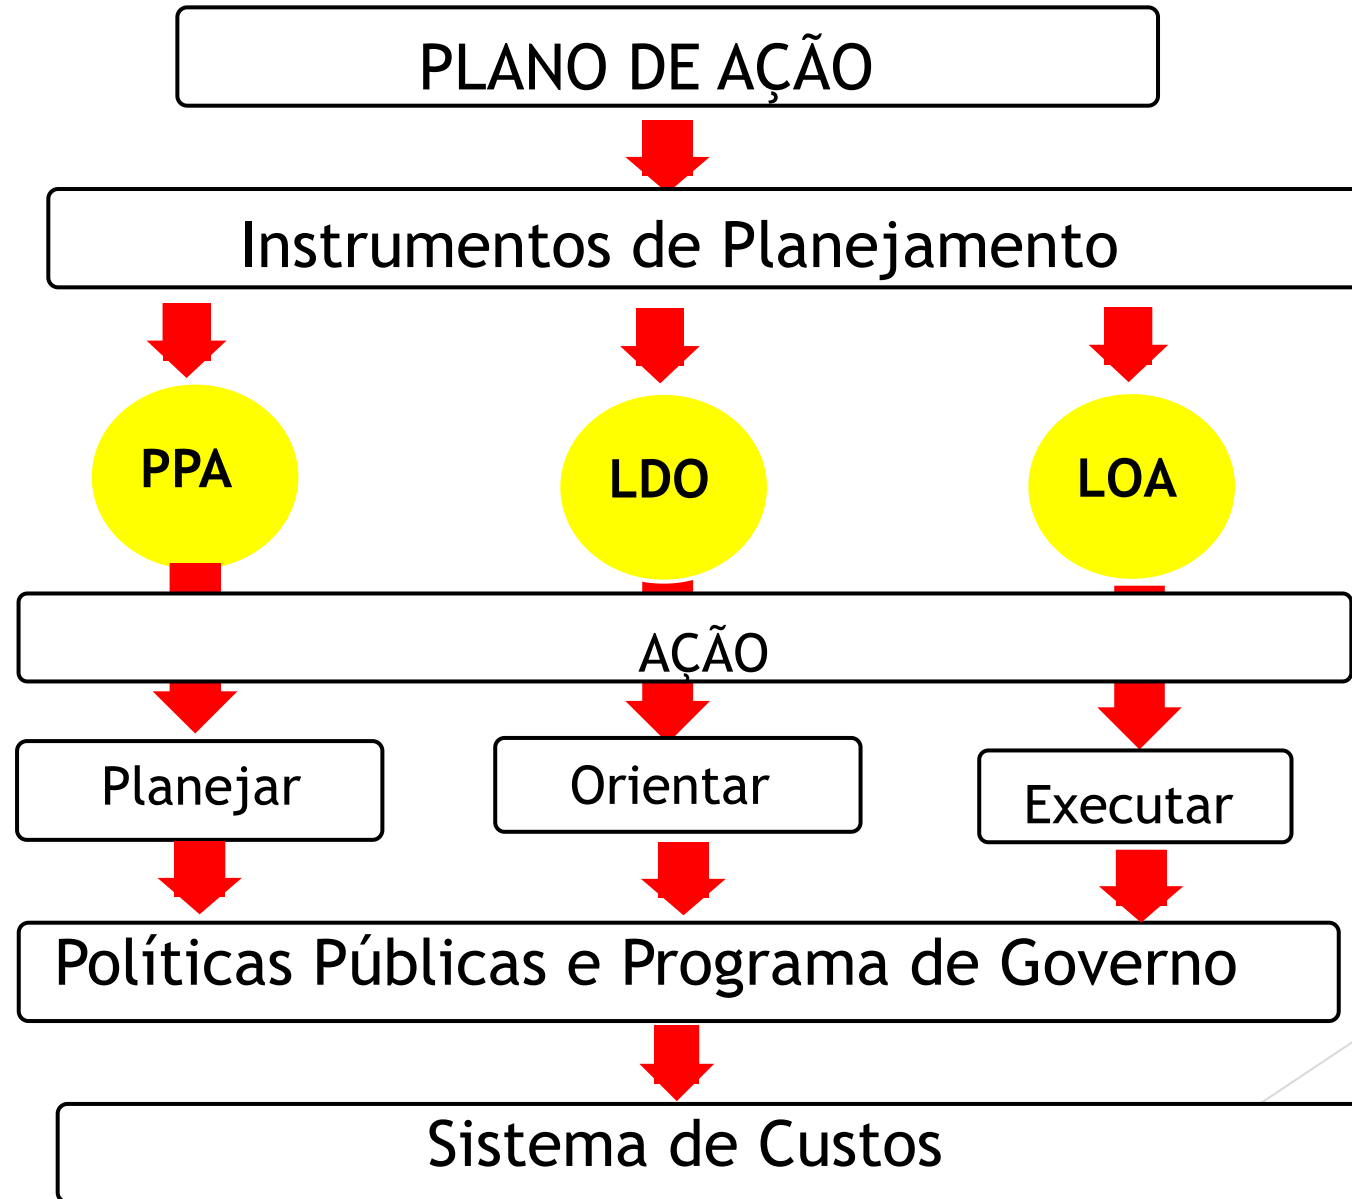 PLANO DE AÇÃO
Instrumentos de Planejamento
PPA
LDO
LOA
AÇÃO
Planejar
Orientar
Executar
Políticas Públicas e Programa de Governo
Sistema de Custos